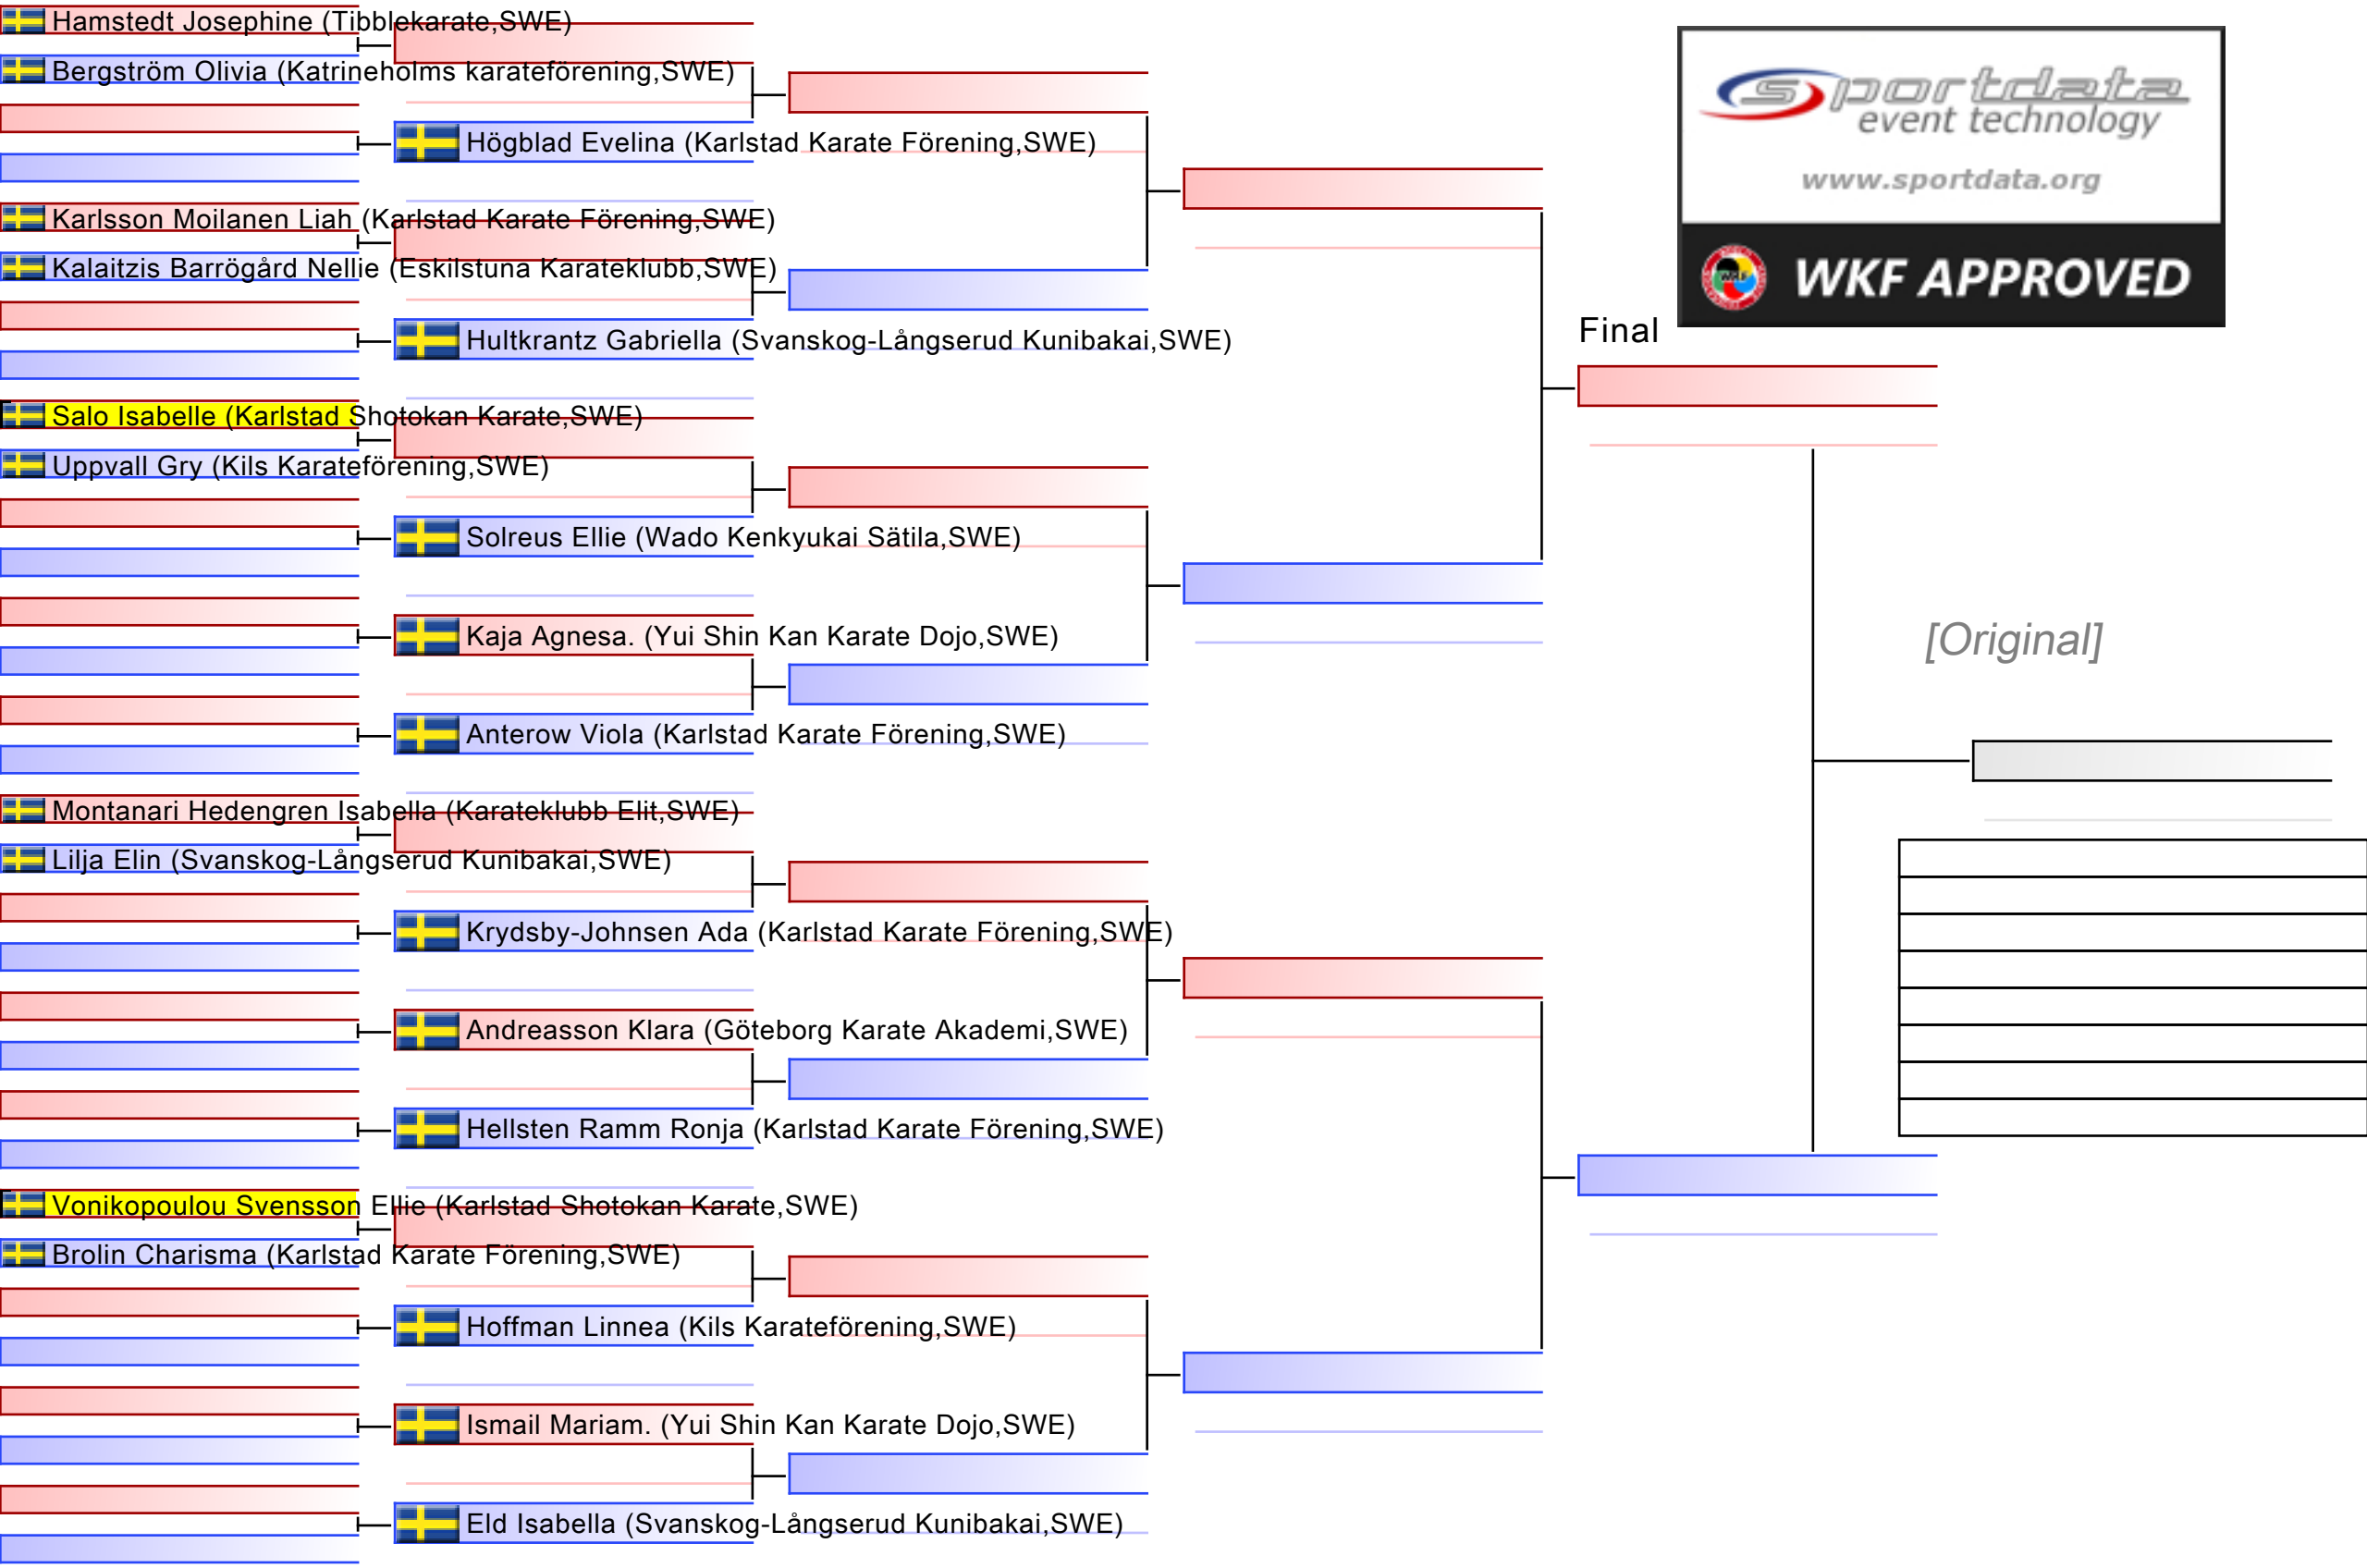 Hamstedt Josephine (Tibblekarate,SWE)
Bergström Olivia (Katrineholms karateförening,SWE)
Högblad Evelina (Karlstad Karate Förening,SWE)
Karlsson Moilanen Liah (Karlstad Karate Förening,SWE)
Kalaitzis Barrögård Nellie (Eskilstuna Karateklubb,SWE)
Hultkrantz Gabriella (Svanskog-Långserud Kunibakai,SWE)
Salo Isabelle (Karlstad Shotokan Karate,SWE)
Uppvall Gry (Kils Karateförening,SWE)
Solreus Ellie (Wado Kenkyukai Sätila,SWE)
Kaja Agnesa. (Yui Shin Kan Karate Dojo,SWE)
Anterow Viola (Karlstad Karate Förening,SWE)
Montanari Hedengren Isabella (Karateklubb Elit,SWE)
Lilja Elin (Svanskog-Långserud Kunibakai,SWE)
Krydsby-Johnsen Ada (Karlstad Karate Förening,SWE)
Andreasson Klara (Göteborg Karate Akademi,SWE)
Hellsten Ramm Ronja (Karlstad Karate Förening,SWE)
Vonikopoulou Svensson Ellie (Karlstad Shotokan Karate,SWE)
Brolin Charisma (Karlstad Karate Förening,SWE)
Hoffman Linnea (Kils Karateförening,SWE)
Ismail Mariam. (Yui Shin Kan Karate Dojo,SWE)
Eld Isabella (Svanskog-Långserud Kunibakai,SWE)
Final
sportdata
event technology
www.sportdata.org
WKF
WKF APPROVED
[Original]